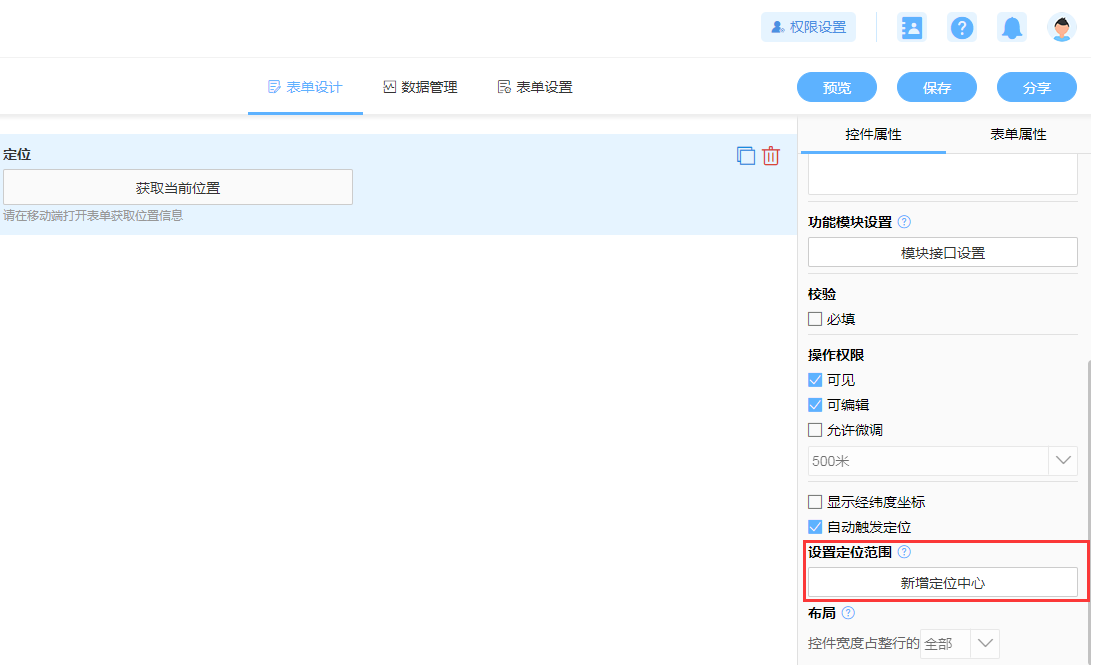 权限设置
表单设计 数据管理 表单设置 预览 保存 分享
控件属性 表单属性
定位
获取当前位置
请在移动端打开表单获取位置信息
功能模块设置
模块接口设置
校验
必填
操作权限
可见
可编辑
允许微调
500米
显示经纬度坐标
自动触发定位
设置定位范围
新增定位中心
布局
控件宽度占整行的 全部